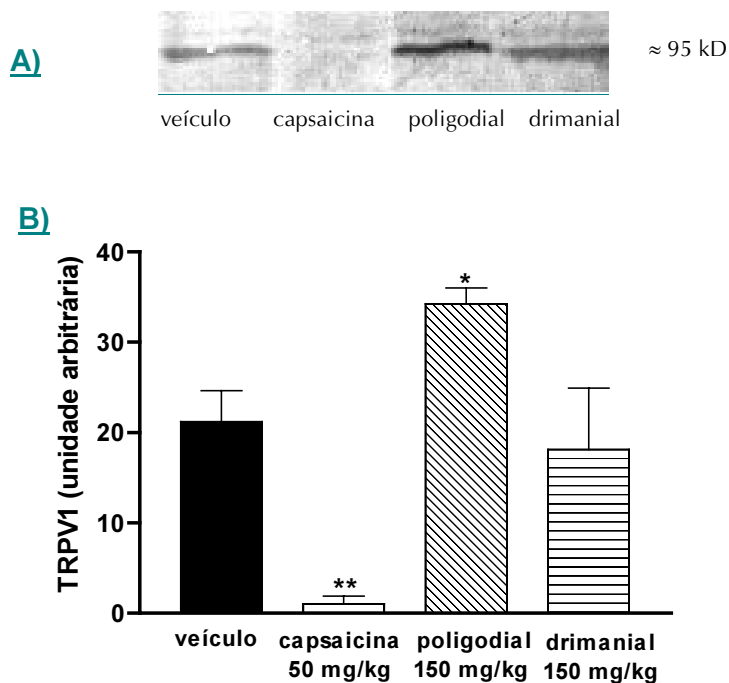 A)
≈ 95 kD
veículo capsaicina poligodial drimanial
B)
TRPV1 (unidade arbitrária)
40
30
20
10
0
*
**
veículo capsaicina poligodial drimanial
50 mg/kg 150 mg/kg 150 mg/kg